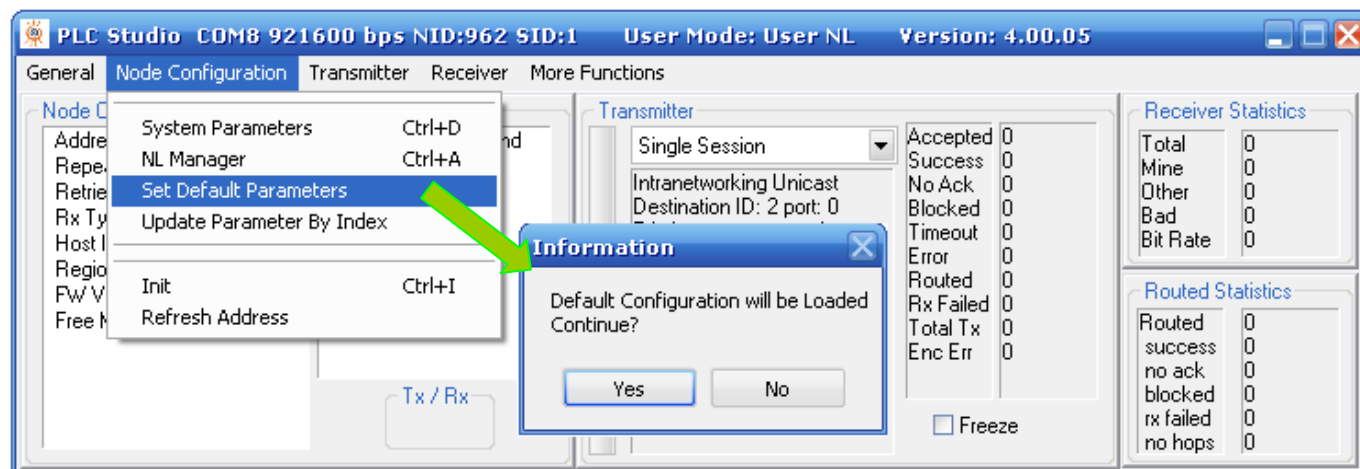 PLC Studio COM8 921600 bps NID:962 SID:1 User Mode: User NL Version: 4.00.05
General Node Configuration Transmitter Receiver More Functions
System Parameters Ctrl+D
NL Manager Ctrl+A
Set Default Parameters
Update Parameter By Index
Init Ctrl+I
Refresh Address
Tx / Rx
Transmitter
Single Session
Intranetworking Unicast
Destination ID: 2 port: 0
Information
Default Configuration will be Loaded
Continue?
Yes No
Accepted 0
Success 0
No Ack 0
Blocked 0
Timeout 0
Error 0
Routed 0
Rx Failed 0
Total Tx 0
Enc Err 0
Freeze
Receiver Statistics
Total 0
Mine 0
Other 0
Bad 0
Bit Rate 0
Routed Statistics
Routed 0
success 0
no ack 0
blocked 0
rx failed 0
no hops 0